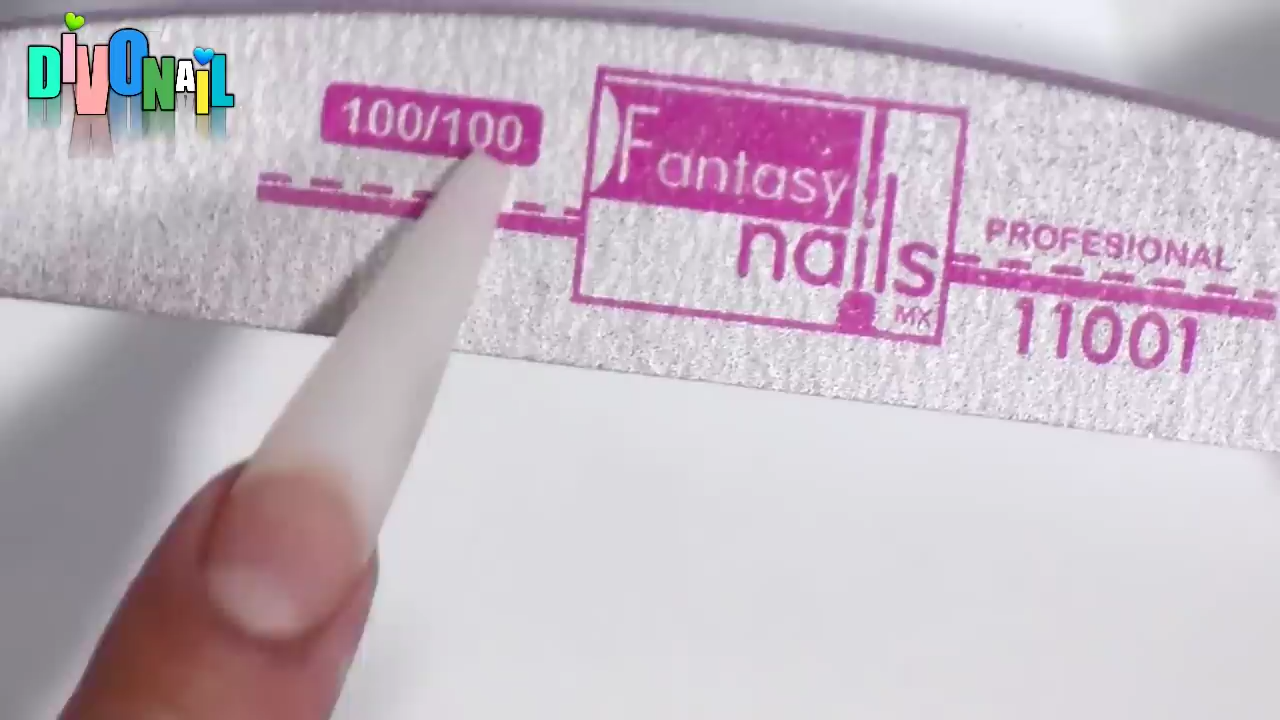 DIVONAIL
100/100
Fantasy
nails
MX
PROFESIONAL
11001